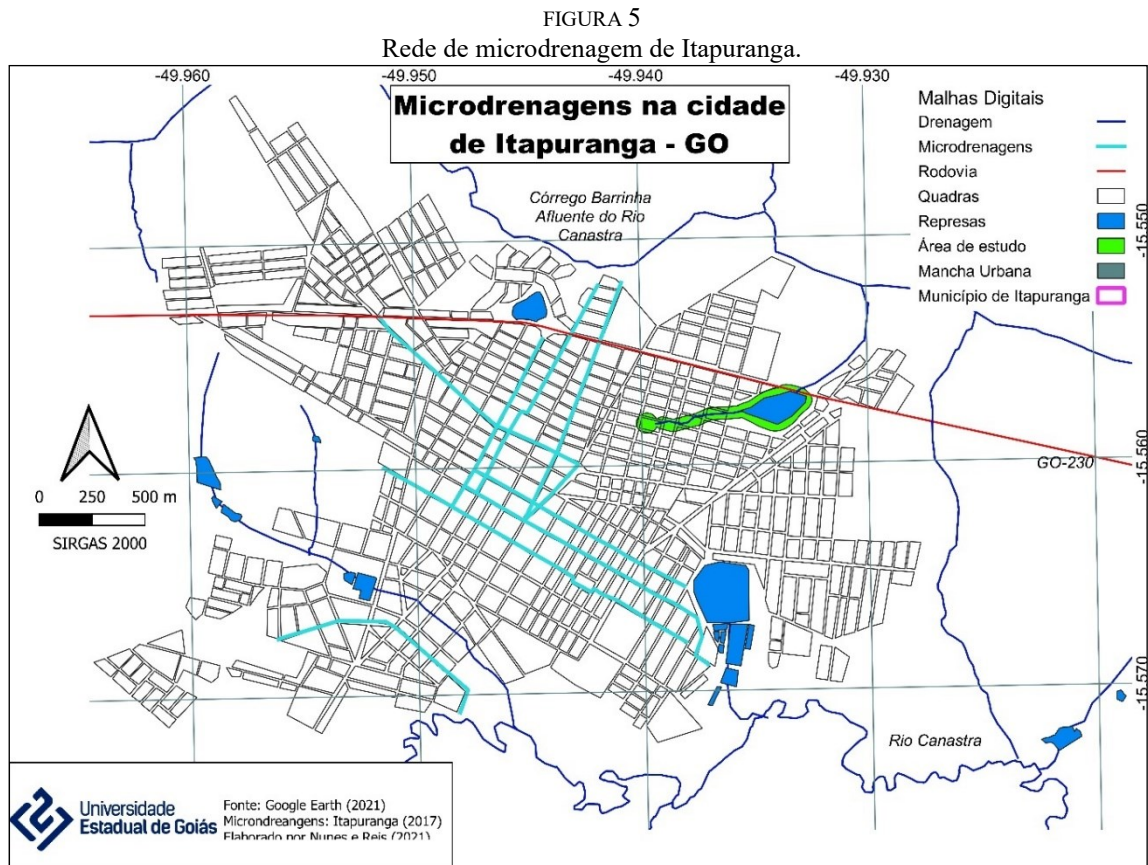 FIGURA 5
Rede de microdrenagem de Itapuranga.
-49.960
-49.950
-49.940
-49.930
Microdrenagens na cidade
de Itapuranga - GO
Malhas Digitais
Drenagem
Microdrenagens
Rodovia
Quadras
Represas
Área de estudo
Mancha Urbana
Município de Itapuranga
Córrego Barrinha
Afluente do Rio
Canastra
-15.550
-15.560
GO-230
0 250 500 m
SIRGAS 2000
-15.570
Rio Canastra
Universidade
Estadual de Goiás
Fonte: Google Earth (2021)
Microndreangens: Itapuranga (2017)
Elaborado por Nunes e Reis (2021)